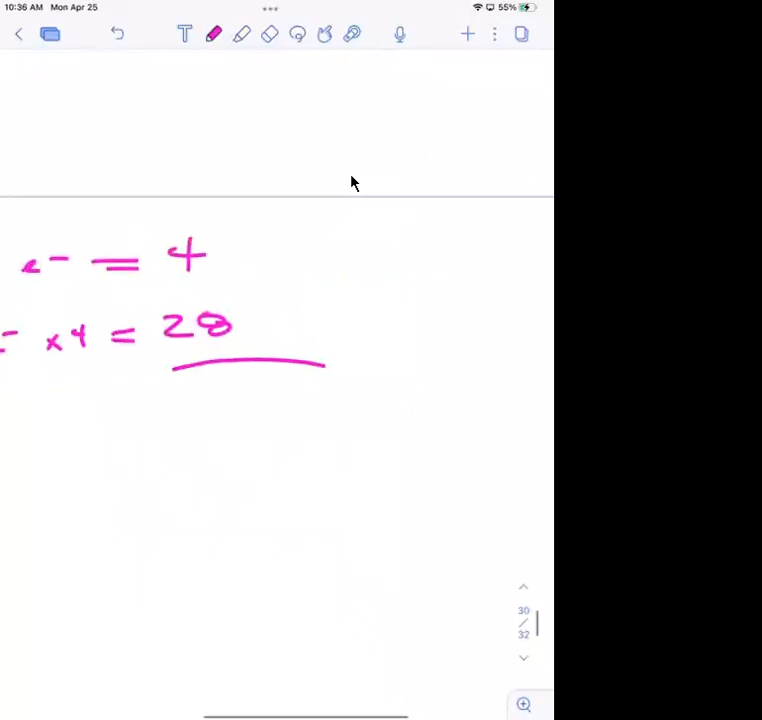 10:36 AM Mon Apr 25
55%
T
e⁻ = 4
⁻ x4 = 28
30
/
32